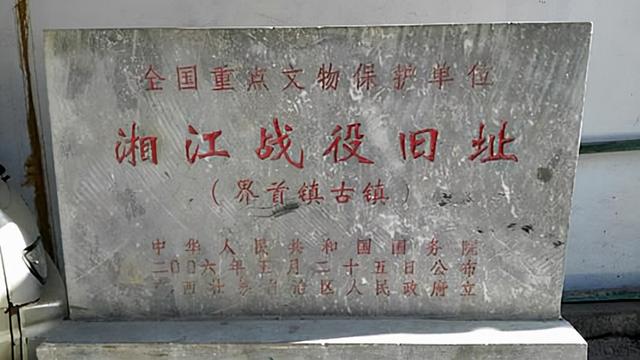 全国重点文物保护单位
湘江战役旧址
（界首镇古镇）
中华人民共和国国务院
二〇〇六年五月二十五日公布
西壮族自治区人民政府立